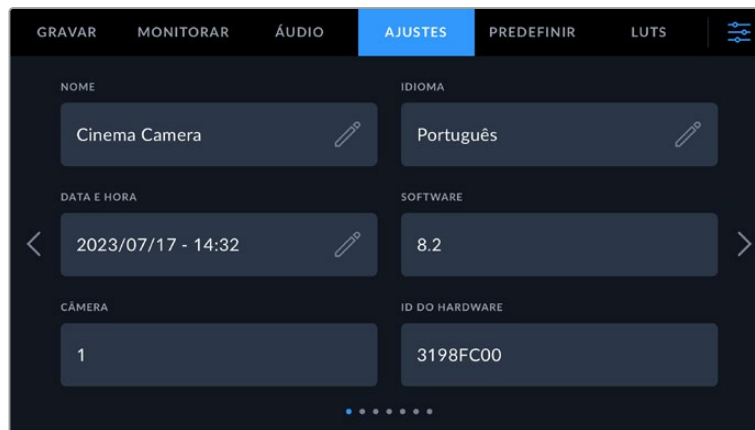 GRAVAR MONITORAR ÁUDIO AJUSTES PREDEFINIR LUTS
NOME IDIOMA
Cinema Camera Português
DATA E HORA SOFTWARE
2023/07/17 - 14:32 8.2
CÂMERA ID DO HARDWARE
1 3198FC00